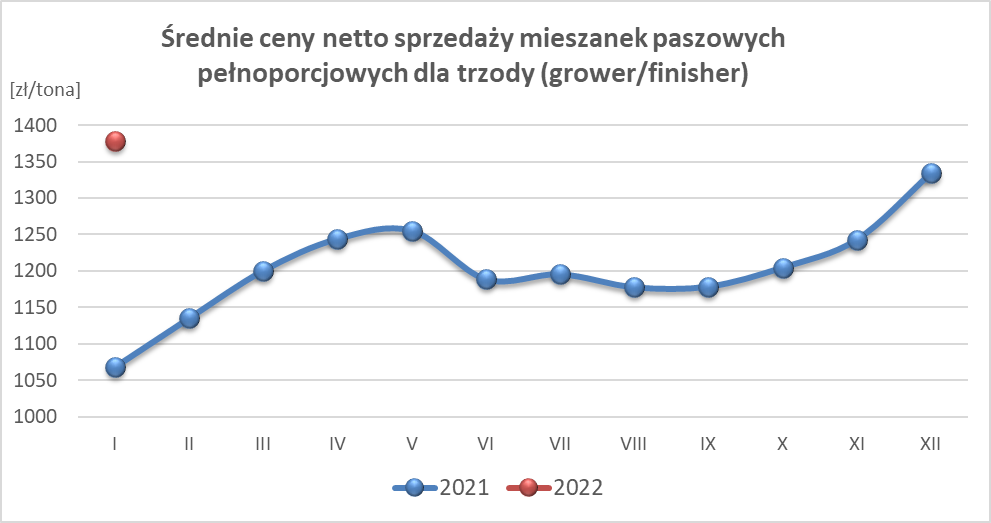 Średnie ceny netto sprzedaży mieszanek paszowych
pełnoporcjowych dla trzody (grower/finisher)
[zł/tona]
1400
1350
1300
1250
1200
1150
1100
1050
1000
I II III IV V VI VII VIII IX X XI XII
2021 2022